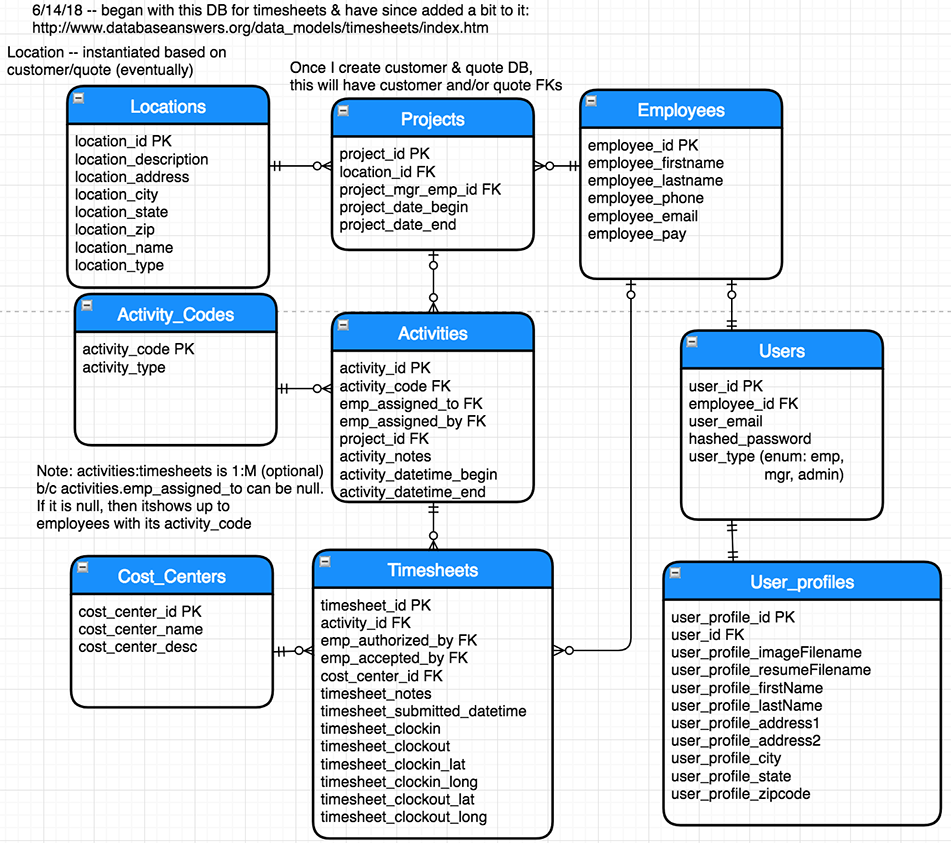 6/14/18 -- began with this DB for timesheets & have since added a bit to it:
http://www.databaseanswers.org/data_models/timesheets/index.htm
Location -- instantiated based on
customer/quote (eventually)
Once I create customer & quote DB,
this will have customer and/or quote FKs
Locations
location_id PK
location_description
location_address
location_city
location_state
location_zip
location_name
location_type
Projects
project_id PK
location_id FK
project_mgr_emp_id FK
project_date_begin
project_date_end
Employees
employee_id PK
employee_firstname
employee_lastname
employee_phone
employee_email
employee_pay
Activity_Codes
activity_code PK
activity_type
Activities
activity_id PK
activity_code FK
emp_assigned_to FK
emp_assigned_by FK
project_id FK
activity_notes
activity_datetime_begin
activity_datetime_end
Users
user_id PK
employee_id FK
user_email
hashed_password
user_type (enum: emp,
mgr, admin)
Note: activities:timesheets is 1:M (optional)
b/c activities.emp_assigned_to can be null.
If it is null, then itshows up to
employees with its activity_code
Cost_Centers
cost_center_id PK
cost_center_name
cost_center_desc
Timesheets
timesheet_id PK
activity_id FK
emp_authorized_by FK
emp_accepted_by FK
cost_center_id FK
timesheet_notes
timesheet_submitted_datetime
timesheet_clockin
timesheet_clockout
timesheet_clockin_lat
timesheet_clockin_long
timesheet_clockout_lat
timesheet_clockout_long
User_profiles
user_profile_id PK
user_id FK
user_profile_imageFilename
user_profile_resumeFilename
user_profile_firstName
user_profile_lastName
user_profile_address1
user_profile_address2
user_profile_city
user_profile_state
user_profile_zipcode